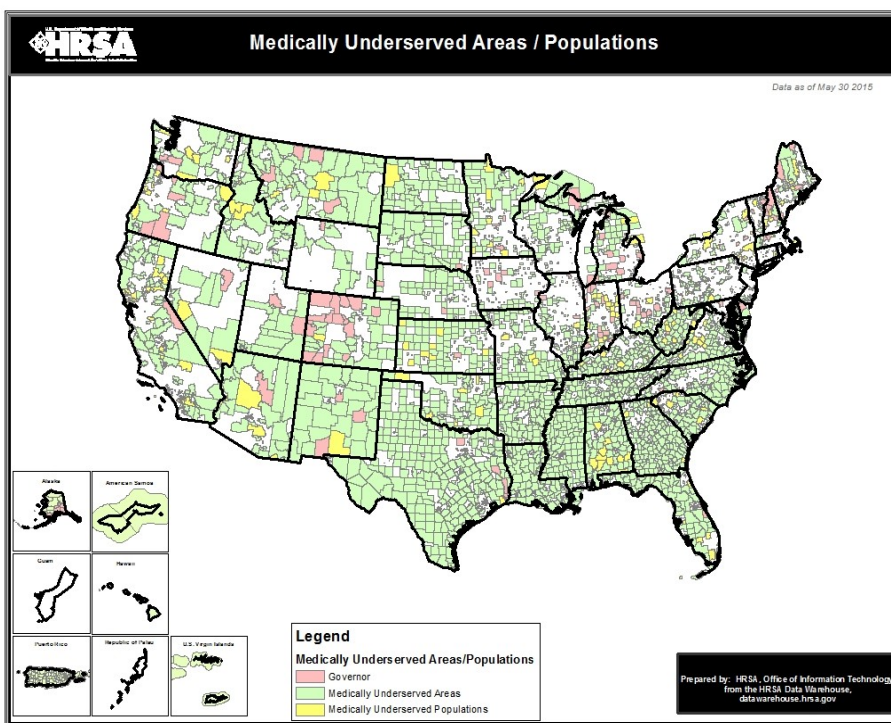 HRSA
Medically Underserved Areas / Populations
Data as of May 30 2015
Alaska
American Samoa
Guam
Hawaii
Puerto Rico
Republic of Palau
U.S. Virgin Islands
Legend
Medically Underserved Areas/Populations
Governor
Medically Underserved Areas
Medically Underserved Populations
Prepared by: HRSA, Office of Information Technology
from the HRSA Data Warehouse,
datawarehouse.hrsa.gov